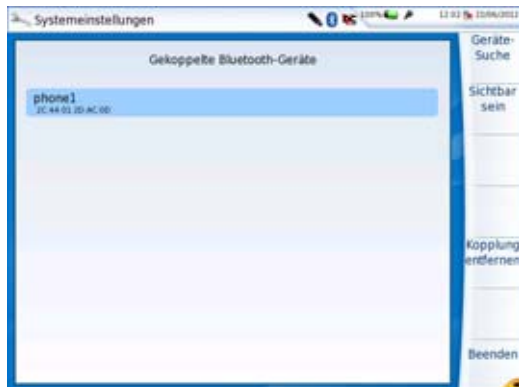 Systemeinstellungen
100%
Gekoppelte Bluetooth-Geräte
phone1
Geräte-
Suche
Sichtbar
sein
Kopplung
entfernen
Beenden